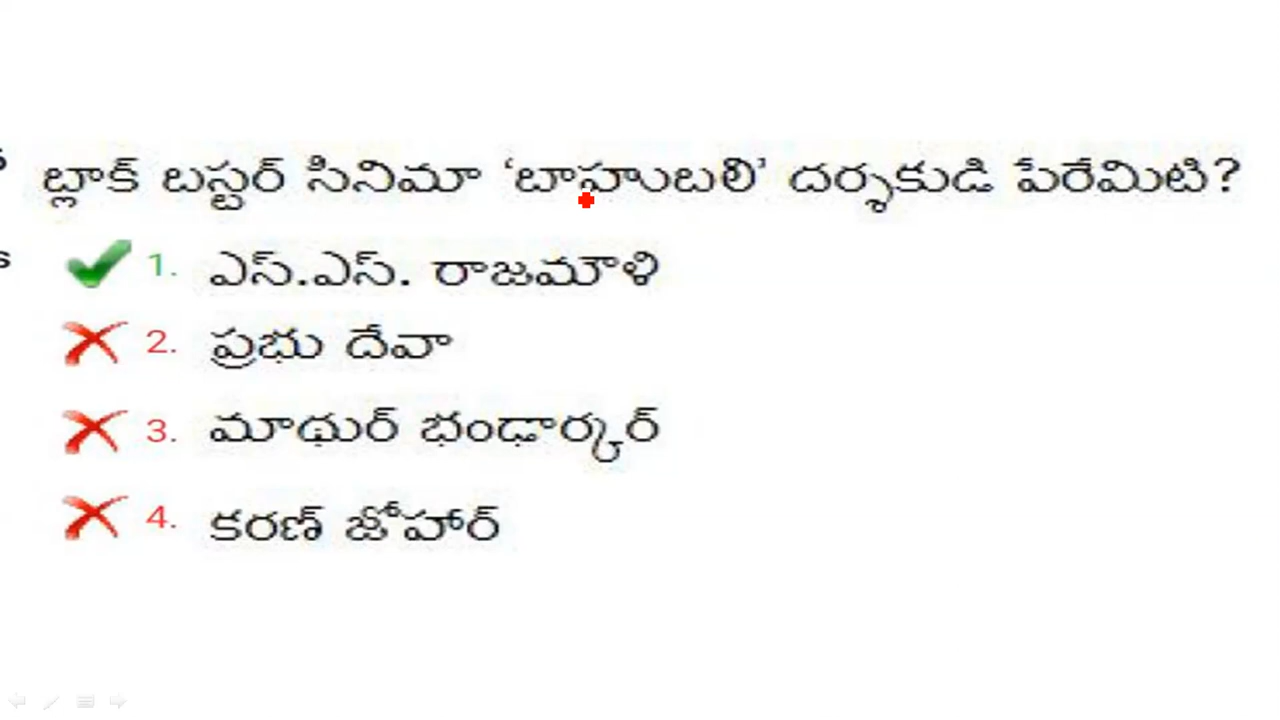 బ్లాక్ బస్టర్ సినిమా ‘బాహుబలి’ దర్శకుడి పేరేమిటి?
1. ఎస్.ఎస్. రాజమౌళి
2. ప్రభు దేవా
3. మాథుర్ భండార్కర్
4. కరణ్ జోహార్